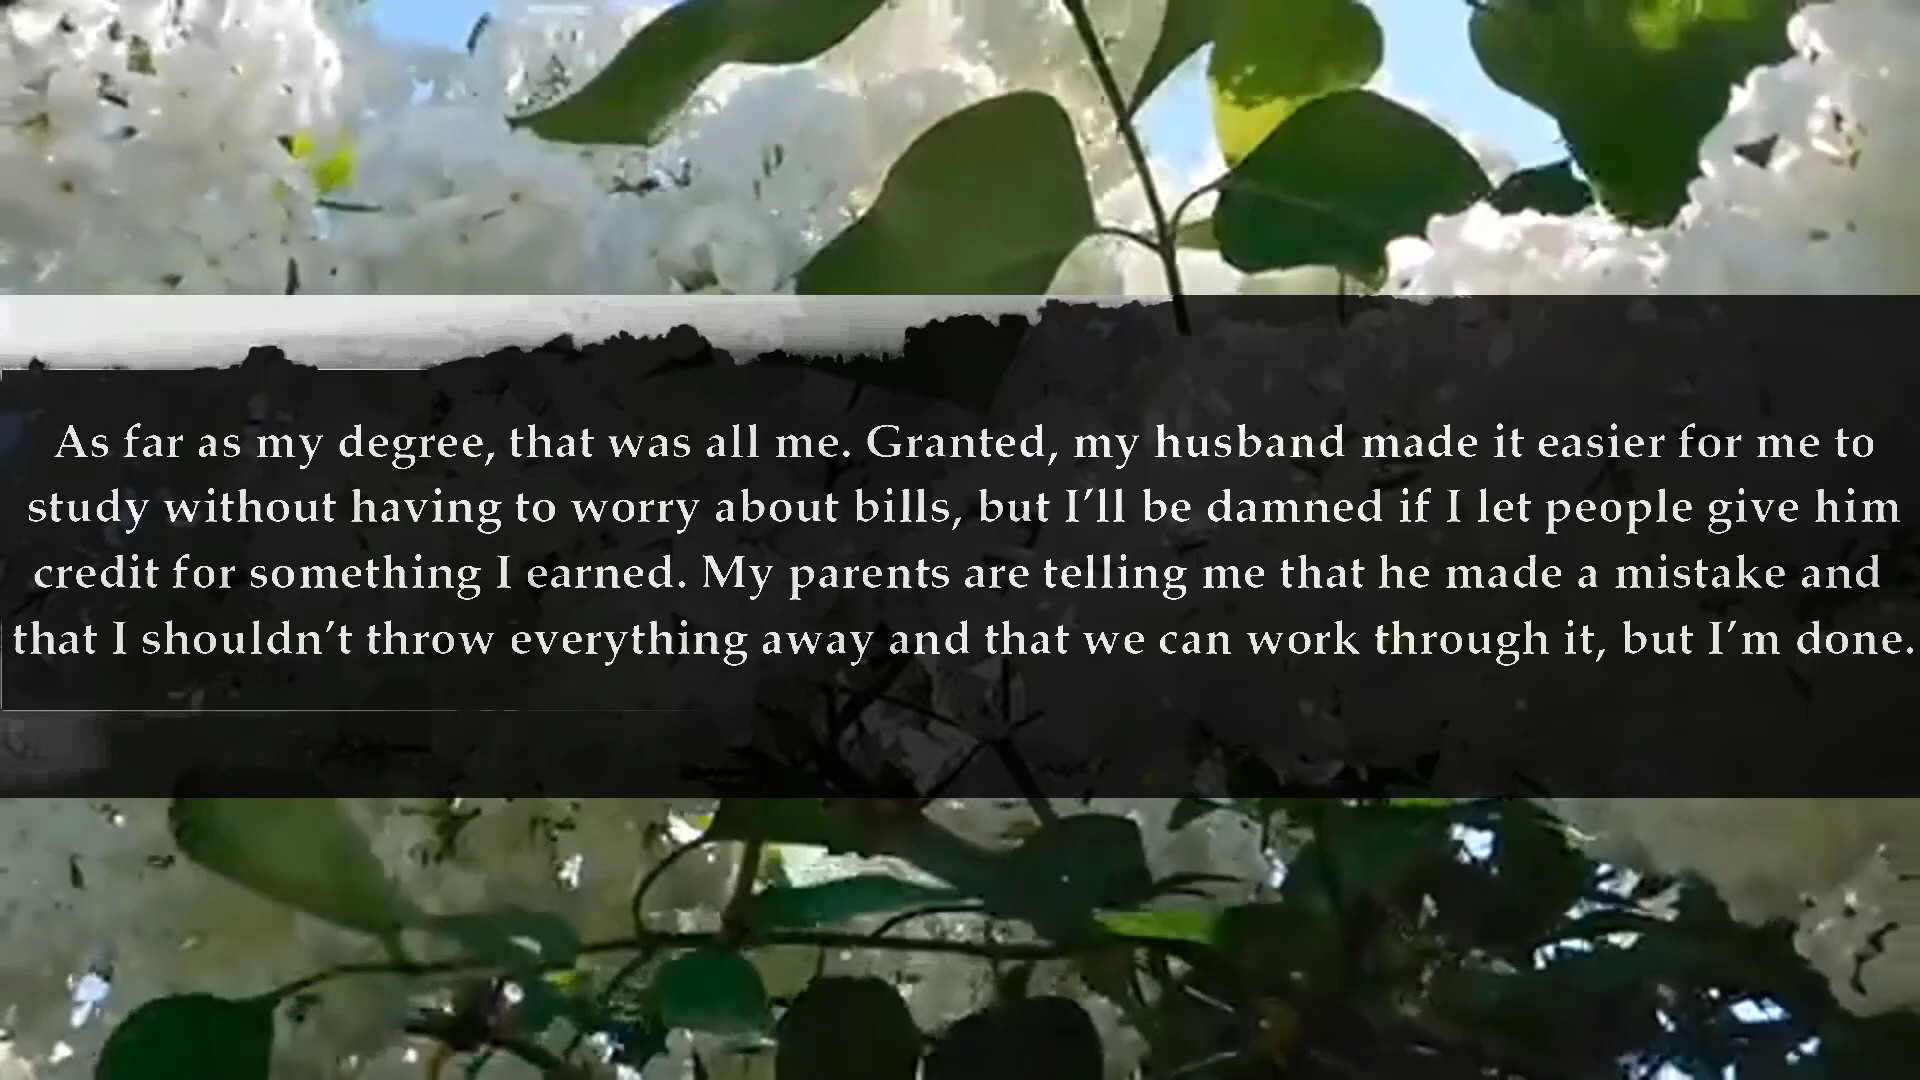 As far as my degree, that was all me. Granted, my husband made it easier for me to
study without having to worry about bills, but I’ll be damned if I let people give him
credit for something I earned. My parents are telling me that he made a mistake and
that I shouldn’t throw everything away and that we can work through it, but I’m done.